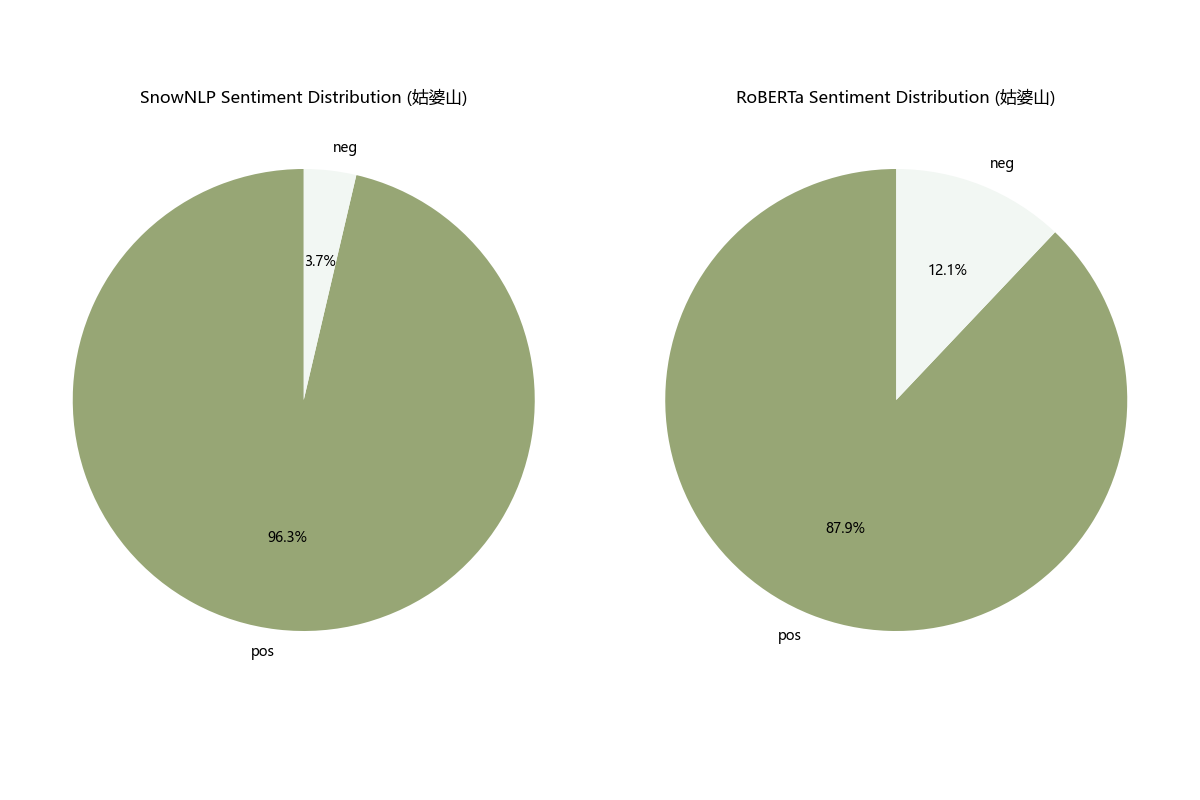 SnowNLP Sentiment Distribution (姑婆山)
neg
3.7%
96.3%
pos
RoBERTa Sentiment Distribution (姑婆山)
neg
12.1%
87.9%
pos